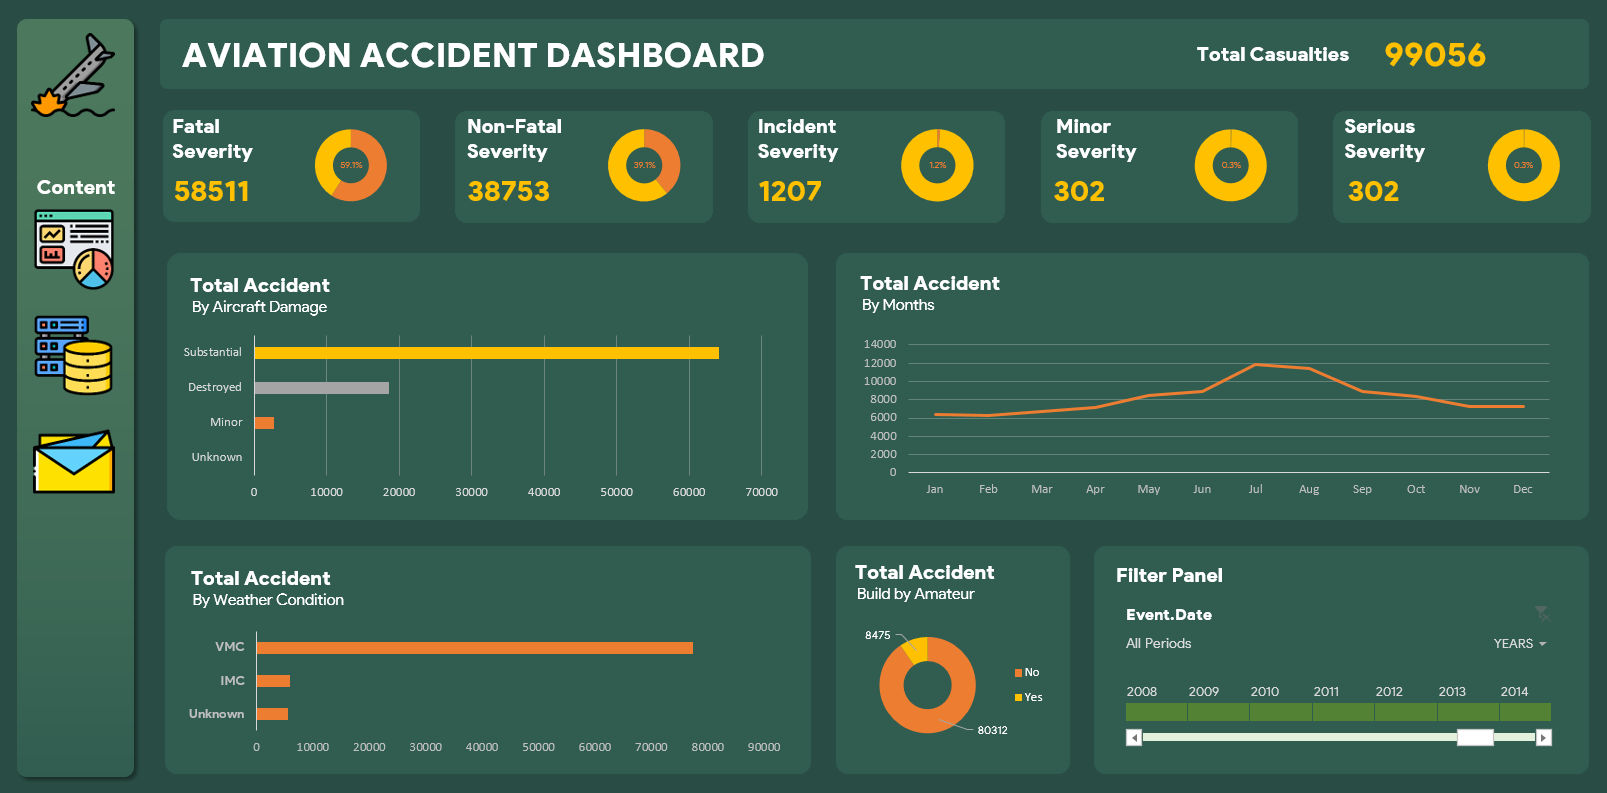 AVIATION ACCIDENT DASHBOARD
Total Casualties 99056
Content
Fatal
Severity
58511
59.1%
Non-Fatal
Severity
38753
39.1%
Incident
Severity
1207
1.2%
Minor
Severity
302
0.3%
Serious
Severity
302
0.3%
Total Accident
By Aircraft Damage
Substantial
Destroyed
Minor
Unknown
0 10000 20000 30000 40000 50000 60000 70000
Total Accident
By Months
14000
12000
10000
8000
6000
4000
2000
0
Jan Feb Mar Apr May Jun Jul Aug Sep Oct Nov Dec
Total Accident
By Weather Condition
VMC
IMC
Unknown
0 10000 20000 30000 40000 50000 60000 70000 80000 90000
Total Accident
Build by Amateur
8475
No
Yes
80312
Filter Panel
Event.Date
All Periods YEARS
2008 2009 2010 2011 2012 2013 2014